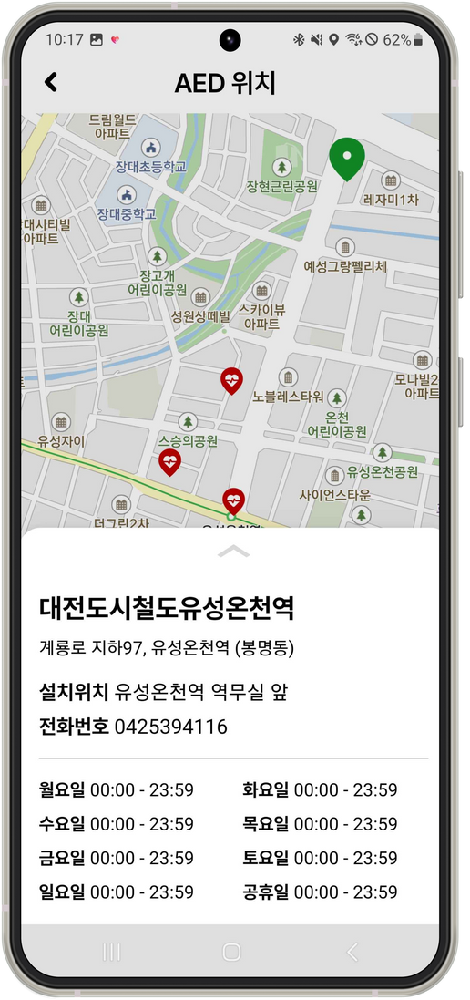 10:17
62%
AED 위치
드림월드
아파트
장대초등학교
장현근린공원
레자미1차
장대중학교
대시티빌
아파트
예성그랑펠리체
장고개
어린이공원
성원상떼빌
스카이뷰
아파트
장대
어린이공원
모나빌2
아파트
노블레스타워
온천
어린이공원
유성자이
스승의공원
유성온천공원
사이언스타운
더그린2차
대전도시철도유성온천역
계룡로 지하97, 유성온천역 (봉명동)
설치위치 유성온천역 역무실 앞
전화번호 0425394116
월요일 00:00 - 23:59
화요일 00:00 - 23:59
수요일 00:00 - 23:59
목요일 00:00 - 23:59
금요일 00:00 - 23:59
토요일 00:00 - 23:59
일요일 00:00 - 23:59
공휴일 00:00 - 23:59